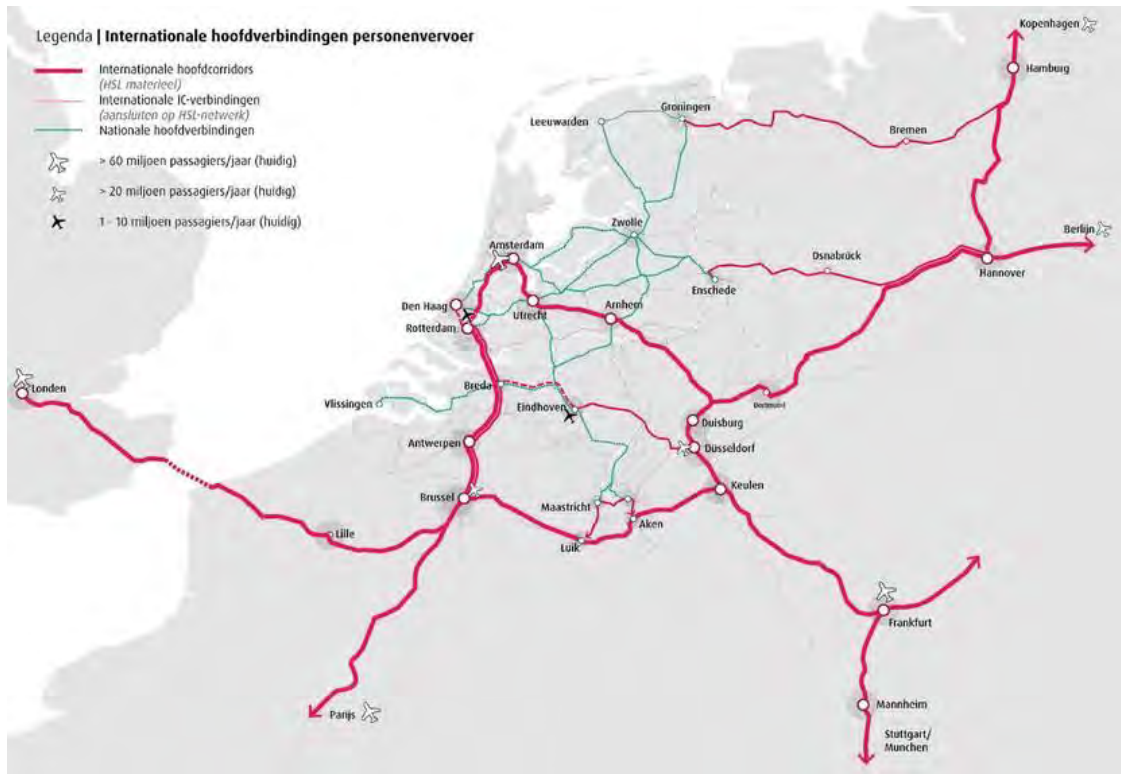 Legenda | Internationale hoofdverbindingen personenvervoer
Internationale hoofdcorridors
(HSL materieel)
Internationale IC-verbindingen
(aansluiten op HSL-netwerk)
Nationale hoofdverbindingen
> 60 miljoen passagiers/jaar (huidig)
> 20 miljoen passagiers/jaar (huidig)
1 - 10 miljoen passagiers/jaar (huidig)
Kopenhagen
Hamburg
Groningen
Leeuwarden
Bremen
Zwolle
Berlijn
Amsterdam
Osnabrück
Hannover
Enschede
Den Haag
Utrecht
Arnhem
Rotterdam
Londen
Breda
Dortmund
Vlissingen
Eindhoven
Duisburg
Antwerpen
Düsseldorf
Keulen
Brussel
Maastricht
Aken
Lille
Luik
Frankfurt
Mannheim
Parijs
Stuttgart/
Munchen